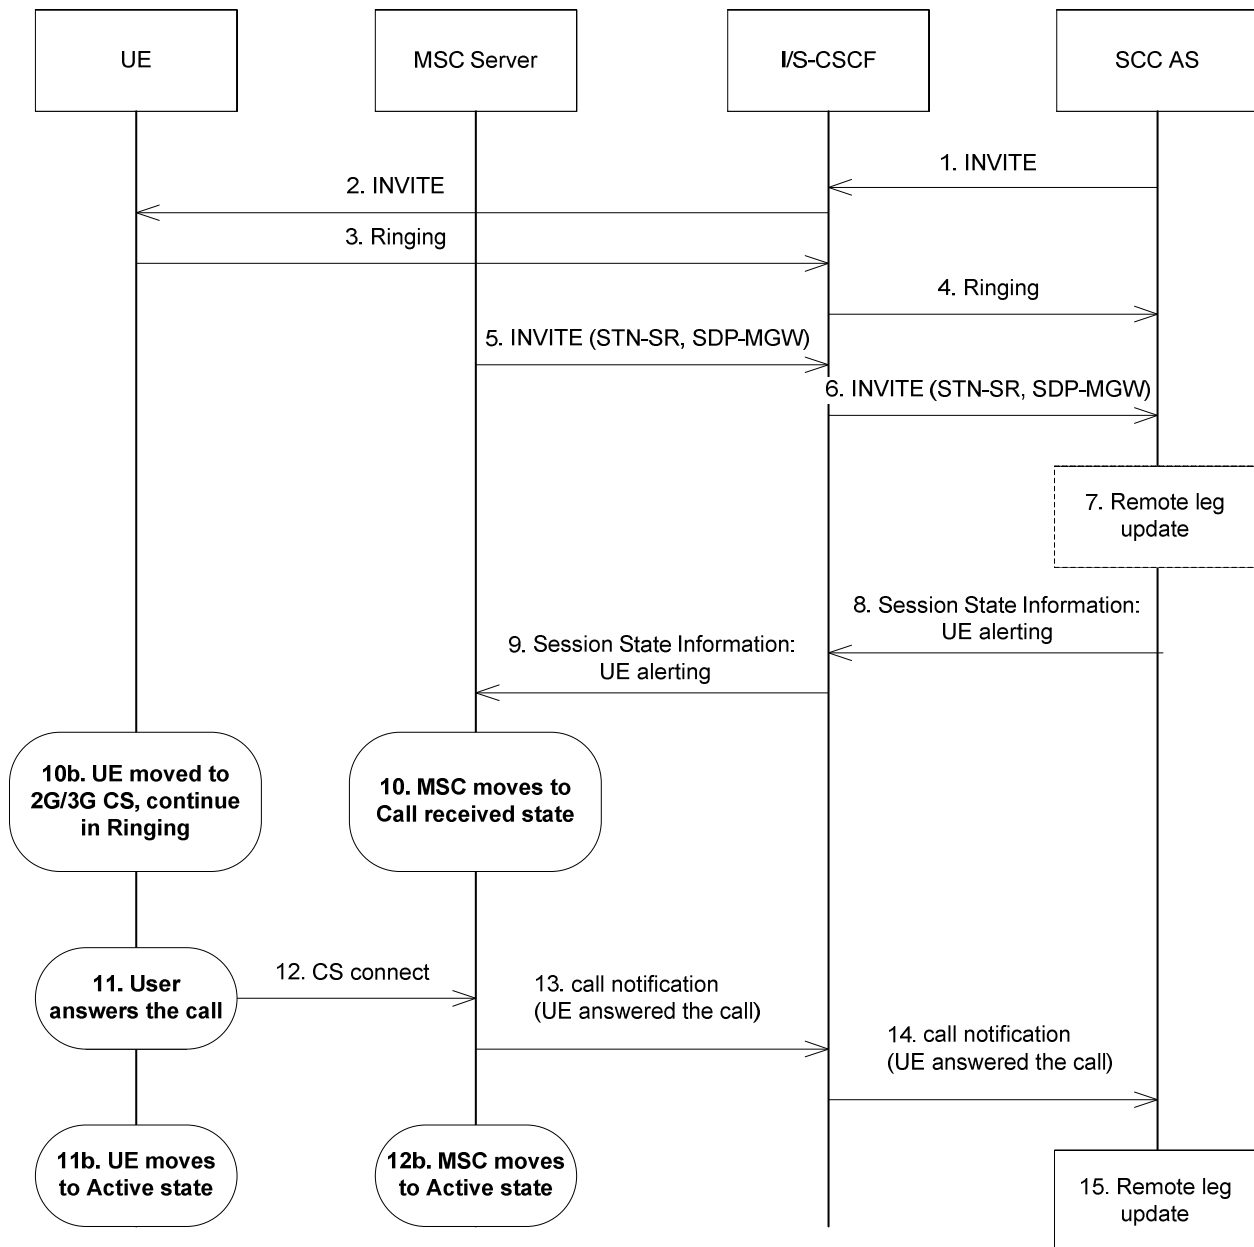 UE
MSC Server
I/S-CSCF
SCC AS
1. INVITE
2. INVITE
3. Ringing
4. Ringing
5. INVITE (STN-SR, SDP-MGW)
6. INVITE (STN-SR, SDP-MGW)
7. Remote leg
update
8. Session State Information:
UE alerting
9. Session State Information:
UE alerting
10b. UE moved to
2G/3G CS, continue
in Ringing
10. MSC moves to
Call received state
11. User
answers the call
12. CS connect
13. call notification
(UE answered the call)
14. call notification
(UE answered the call)
11b. UE moves
to Active state
12b. MSC moves
to Active state
15. Remote leg
update